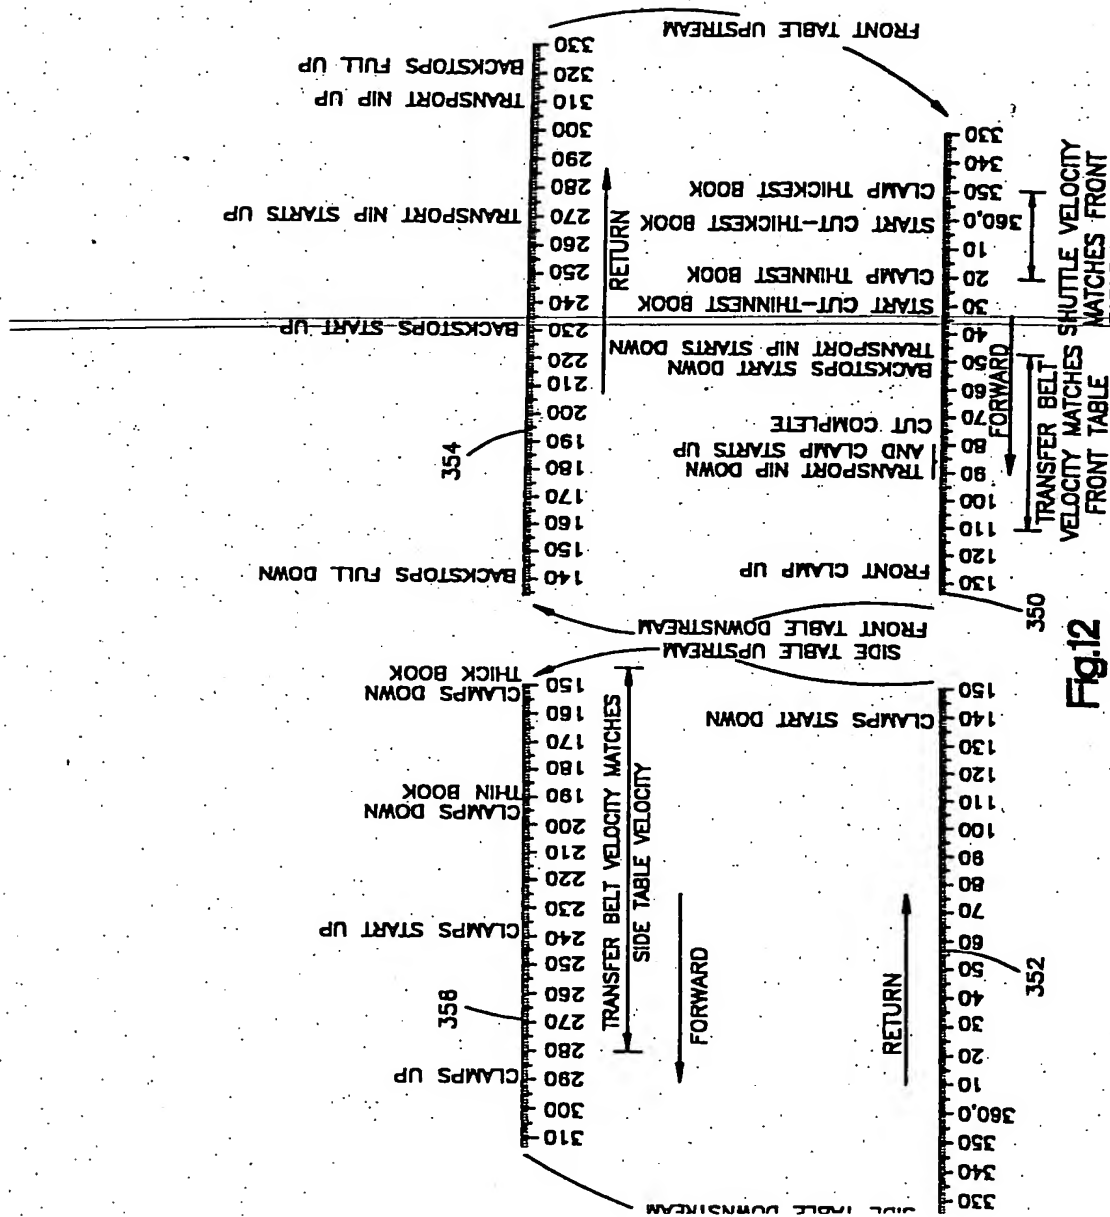 FRONT TABLE UPSTREAM
330
320
310
300
290
280
270
260
250
240
230
220
210
200
190
180
170
160
150
140
BACKSTOPS FULL UP
TRANSPORT NIP UP
TRANSPORT NIP STARTS UP
BACKSTOPS START UP
BACKSTOPS FULL DOWN
RETURN
354
330
340
350
360,0
10
20
30
40
50
60
70
80
90
100
110
120
130
CLAMP THICKEST BOOK
START CUT-THICKEST BOOK
CLAMP THINNEST BOOK
START CUT-THINNEST BOOK
TRANSPORT NIP STARTS DOWN
BACKSTOPS START DOWN
CUT COMPLETE
TRANSPORT NIP DOWN
AND CLAMP STARTS UP
FRONT CLAMP UP
FORWARD
SHUTTLE VELOCITY
MATCHES FRONT
TRANSFER BELT
VELOCITY MATCHES
FRONT TABLE
350
FRONT TABLE DOWNSTREAM
SIDE TABLE UPSTREAM
CLAMPS DOWN
THICK BOOK
CLAMPS DOWN
THIN BOOK
CLAMPS START UP
CLAMPS UP
150
160
170
180
190
200
210
220
230
240
250
260
270
280
290
300
310
TRANSFER BELT VELOCITY MATCHES
SIDE TABLE VELOCITY
FORWARD
358
CLAMPS START DOWN
150
140
130
120
110
100
90
80
70
60
50
40
30
20
10
360,0
350
340
330
RETURN
352
SIDE TABLE DOWNSTREAM
Fig.12